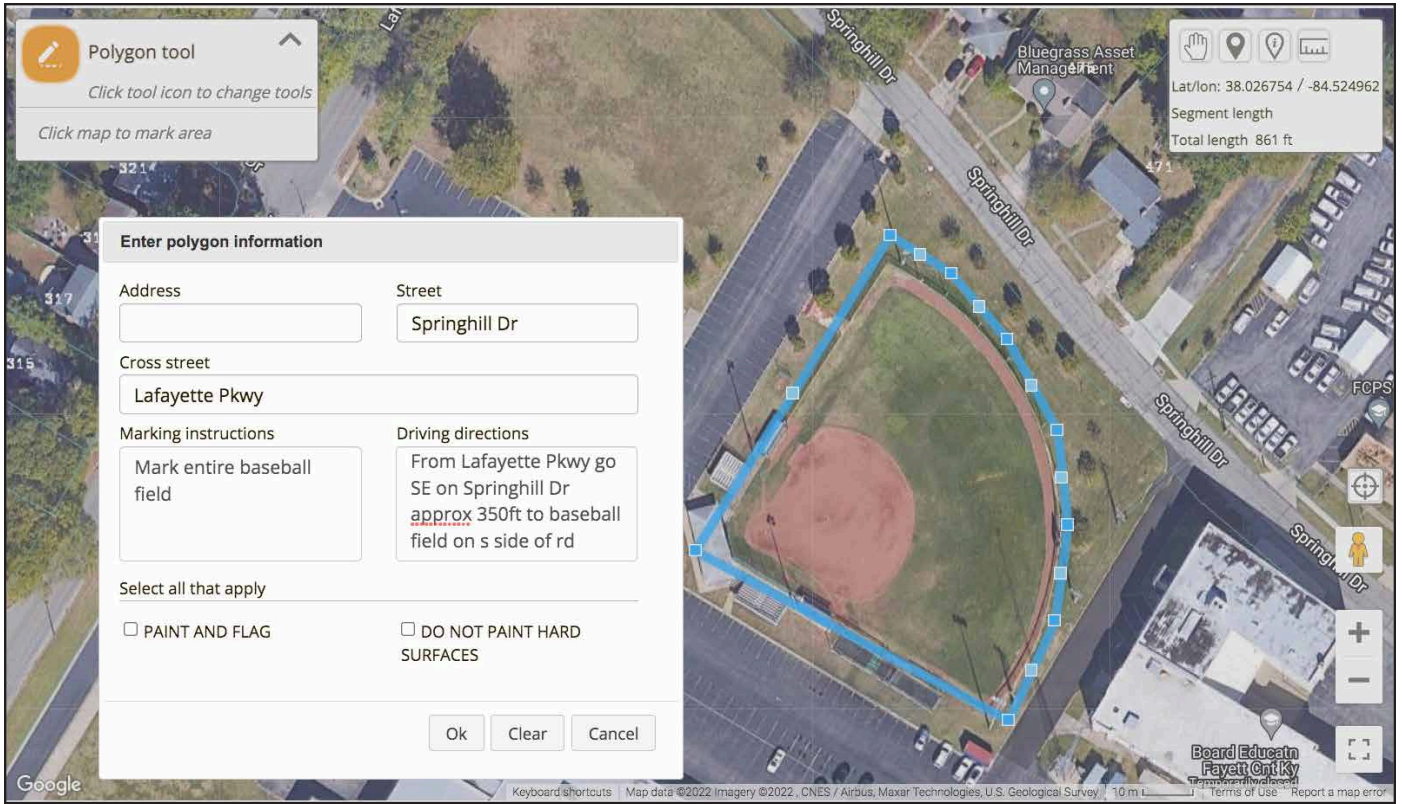 Polygon tool
Click tool icon to change tools
Click map to mark area
Lat/lon: 38.026754 / -84.524962
Segment length
Total length 861 ft
Springhill Dr
Bluegrass Asset
Management
471
Springhill Dr
321
317
315
Enter polygon information
Address
Street
Springhill Dr
Cross street
Lafayette Pkwy
Marking instructions
Driving directions
Mark entire baseball
field
From Lafayette Pkwy go
SE on Springhill Dr
approx 350ft to baseball
field on s side of rd
Select all that apply
PAINT AND FLAG
DO NOT PAINT HARD
SURFACES
Ok
Clear
Cancel
FCPS
Springhill Dr
Springhill Dr
Board Educatn
Fayett Cnt Ky
Temporarily closed
Google
Keyboard shortcuts
Map data ©2022 Imagery ©2022 , CNES / Airbus, Maxar Technologies, U.S. Geological Survey
10 m
Terms of Use
Report a map error